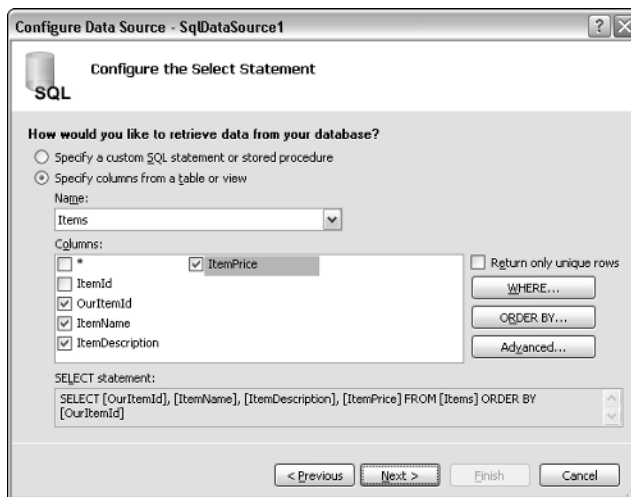 Configure Data Source - SqlDataSource1
SQL
Configure the Select Statement
How would you like to retrieve data from your database?
Specify a custom SQL statement or stored procedure
Specify columns from a table or view
Name:
Items
Columns:
*
ItemPrice
ItemId
OurItemId
ItemName
ItemDescription
Return only unique rows
WHERE...
ORDER BY...
Advanced...
SELECT statement:
SELECT [OurItemId], [ItemName], [ItemDescription], [ItemPrice] FROM [Items] ORDER BY
[OurItemId]
< Previous
Next >
Finish
Cancel